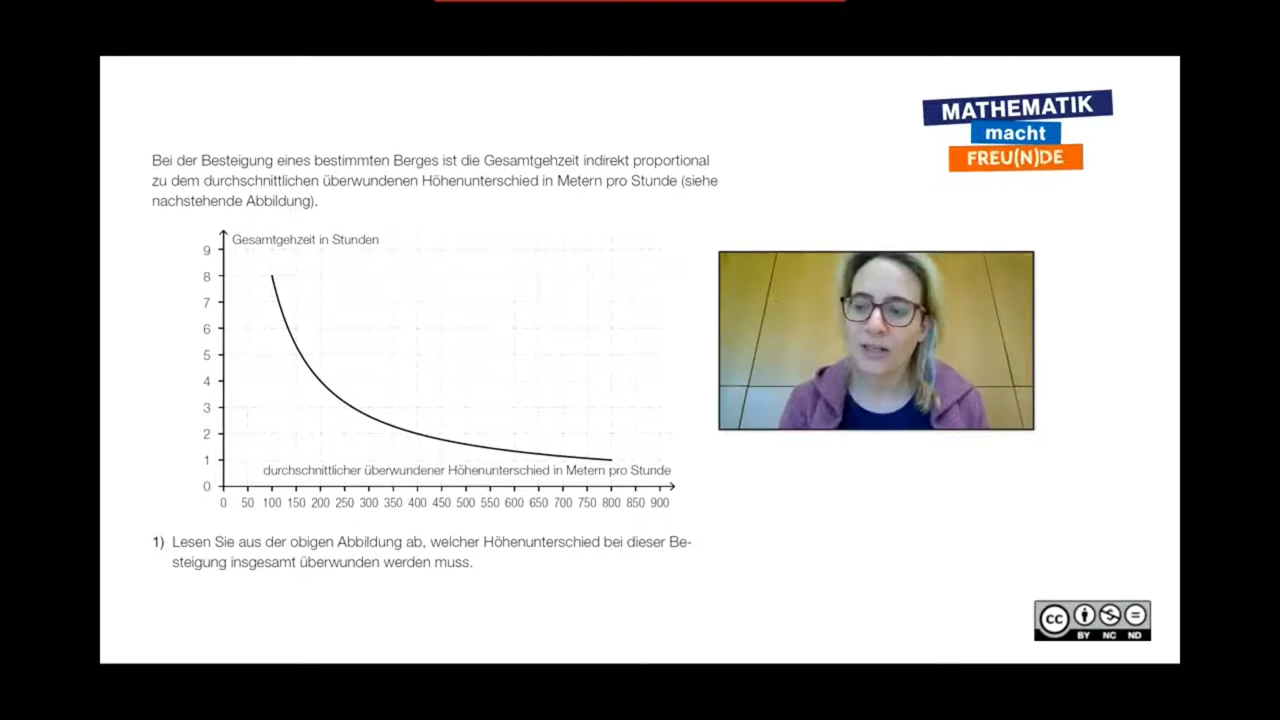 MATHEMATIK
macht
FREU(N)DE
Bei der Besteigung eines bestimmten Berges ist die Gesamtgehzeit indirekt proportional
zu dem durchschnittlichen überwundenen Höhenunterschied in Metern pro Stunde (siehe
nachstehende Abbildung).
Gesamtgehzeit in Stunden
9
8
7
6
5
4
3
2
1
0
durchschnittlicher überwundener Höhenunterschied in Metern pro Stunde
0 50 100 150 200 250 300 350 400 450 500 550 600 650 700 750 800 850 900
1) Lesen Sie aus der obigen Abbildung ab, welcher Höhenunterschied bei dieser Be-
steigung insgesamt überwunden werden muss.
cc
BY NC ND